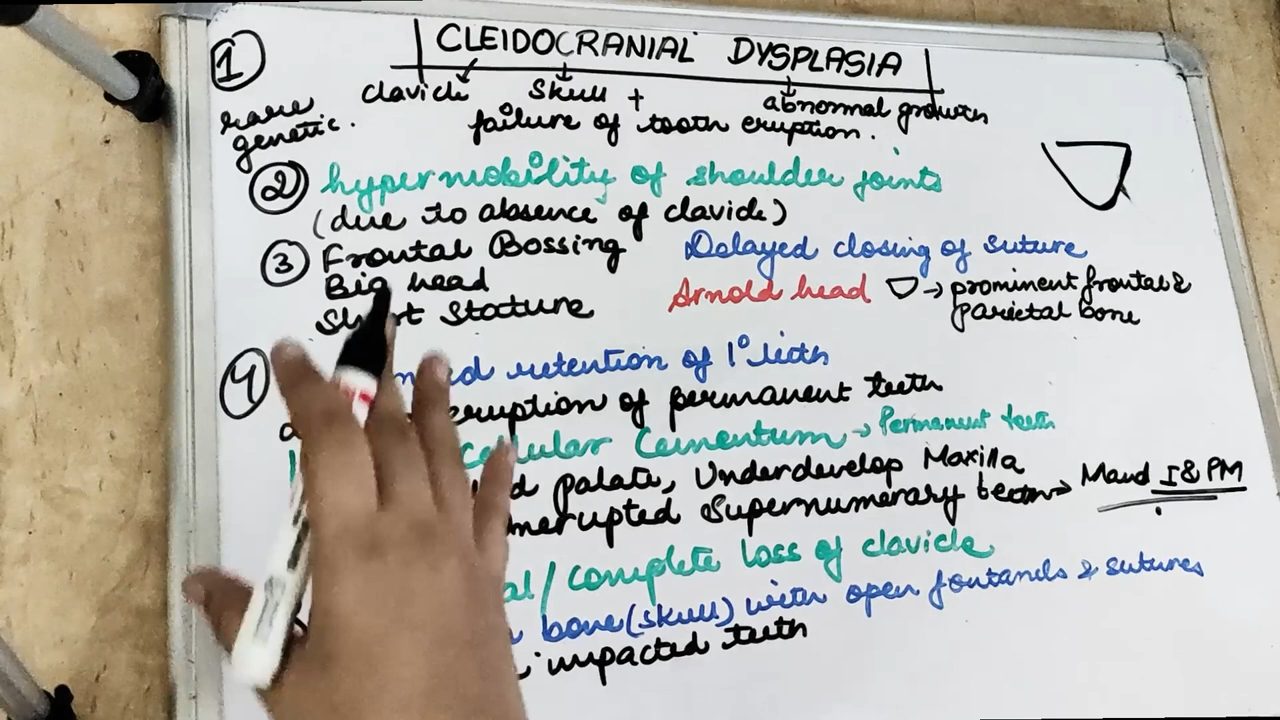 1 CLEIDOCRANIAL DYSPLASIA
clavicle skull + abnormal growth
rare genetic.
failure of tooth eruption.
2 hypermobility of shoulder joints
(due to absence of clavicle)
3 Frontal Bossing Delayed closing of suture
Big head Arnold head → prominent frontal &
Short Stature parietal bone
4 retention of 1° teeth
eruption of permanent teeth
cellular Cementum → Permanent teeth
palate, Underdevelop Maxilla
Supernumerary teeth → Mand I & PM
/complete loss of clavicle
bone (skull) with open fontanels & sutures
impacted teeth